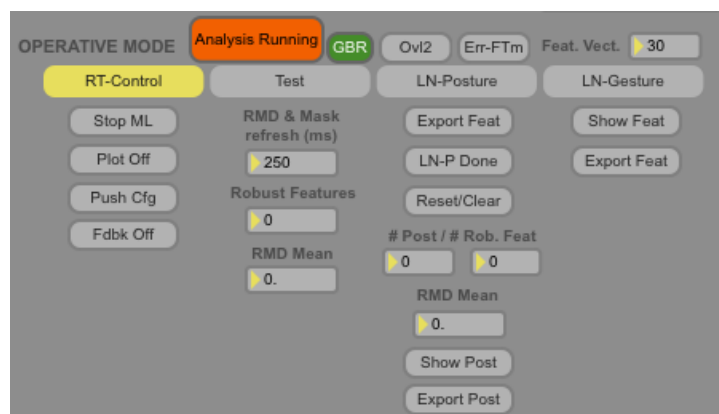 OPERATIVE MODE Analysis Running GBR Ovl2 Err-FTm Feat. Vect. 30
RT-Control Test LN-Posture LN-Gesture
Stop ML
Plot Off
Push Cfg
Fdbk Off
RMD & Mask
refresh (ms)
250
Robust Features
0
RMD Mean
0.
Export Feat
LN-P Done
Reset/Clear
# Post / # Rob. Feat
0 0
RMD Mean
0.
Show Post
Export Post
Show Feat
Export Feat